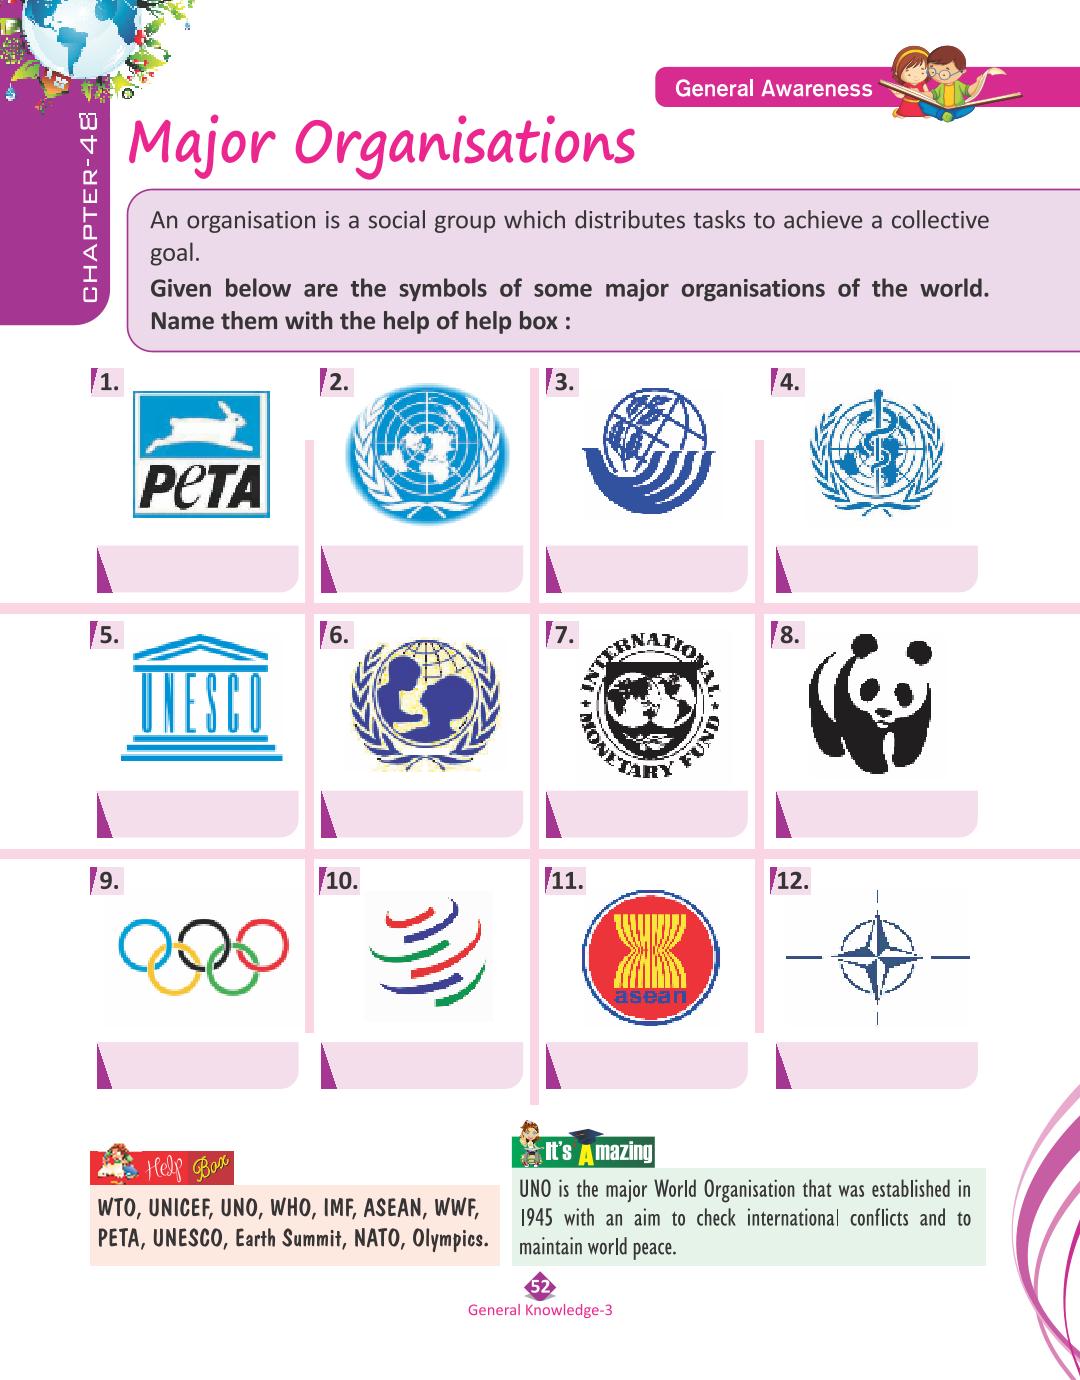 General Awareness
CHAPTER-48
Major Organisations
An organisation is a social group which distributes tasks to achieve a collective
goal.
Given below are the symbols of some major organisations of the world.
Name them with the help of help box :
1.
2.
3.
4.
PeTA
5.
6.
7.
8.
UNESCO
INTERNATIONAL
MONETARY FUND
9.
10.
11.
12.
asean
Help Box
WTO, UNICEF, UNO, WHO, IMF, ASEAN, WWF,
PETA, UNESCO, Earth Summit, NATO, Olympics.
It's Amazing
UNO is the major World Organisation that was established in
1945 with an aim to check international conflicts and to
maintain world peace.
52
General Knowledge-3